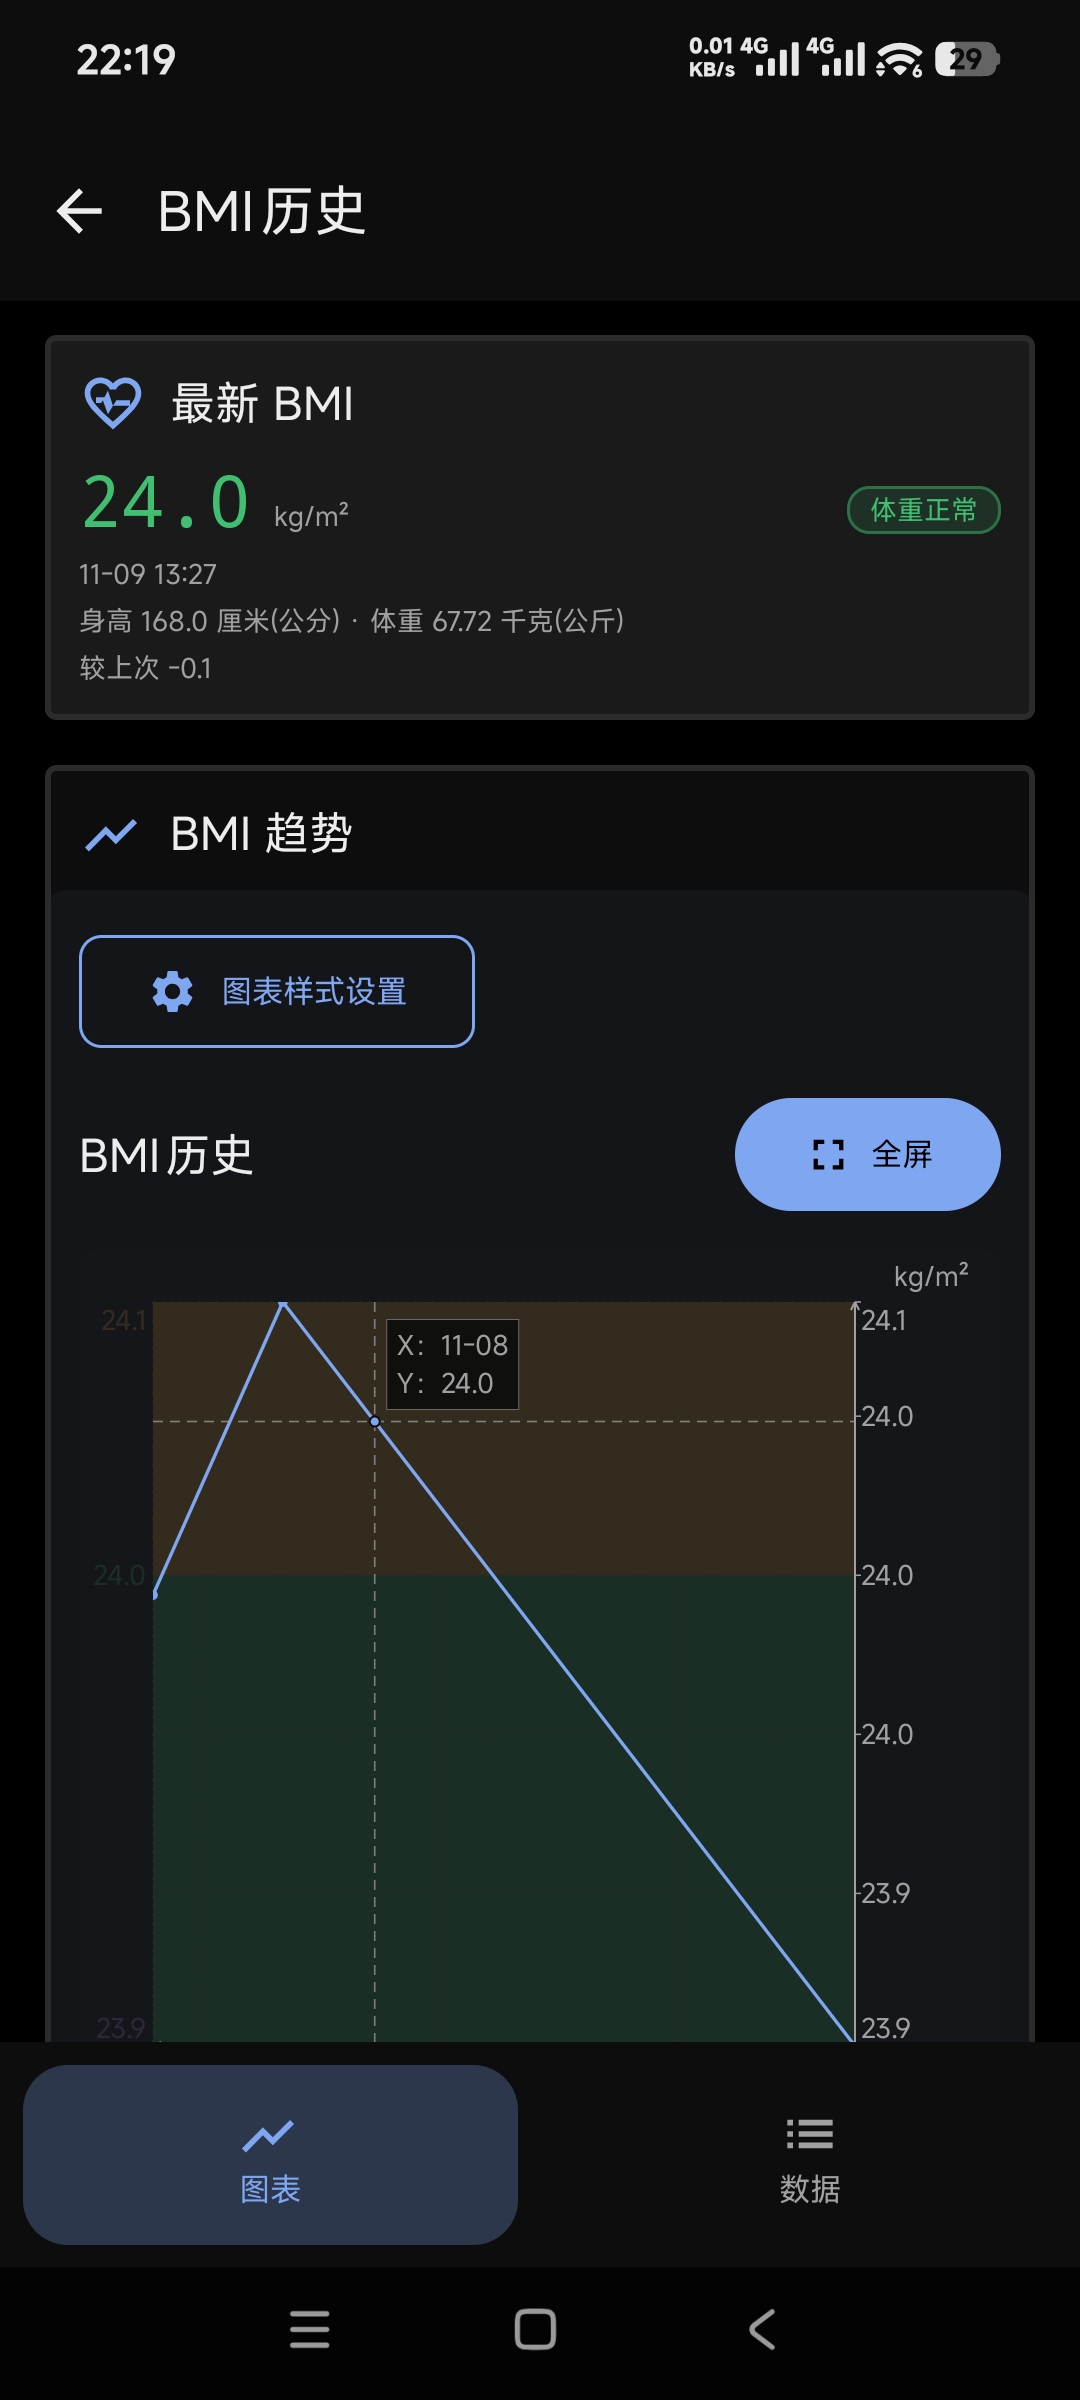 22:19
0.01 KB/s 4G 4G 6 29
BMI历史
最新 BMI
24.0 kg/m²
体重正常
11-09 13:27
身高 168.0 厘米(公分) · 体重 67.72 千克(公斤)
较上次 -0.1
BMI 趋势
图表样式设置
BMI历史
全屏
kg/m²
24.1
24.1
X: 11-08
Y: 24.0
24.0
24.0
24.0
24.0
23.9
23.9
23.9
图表
数据